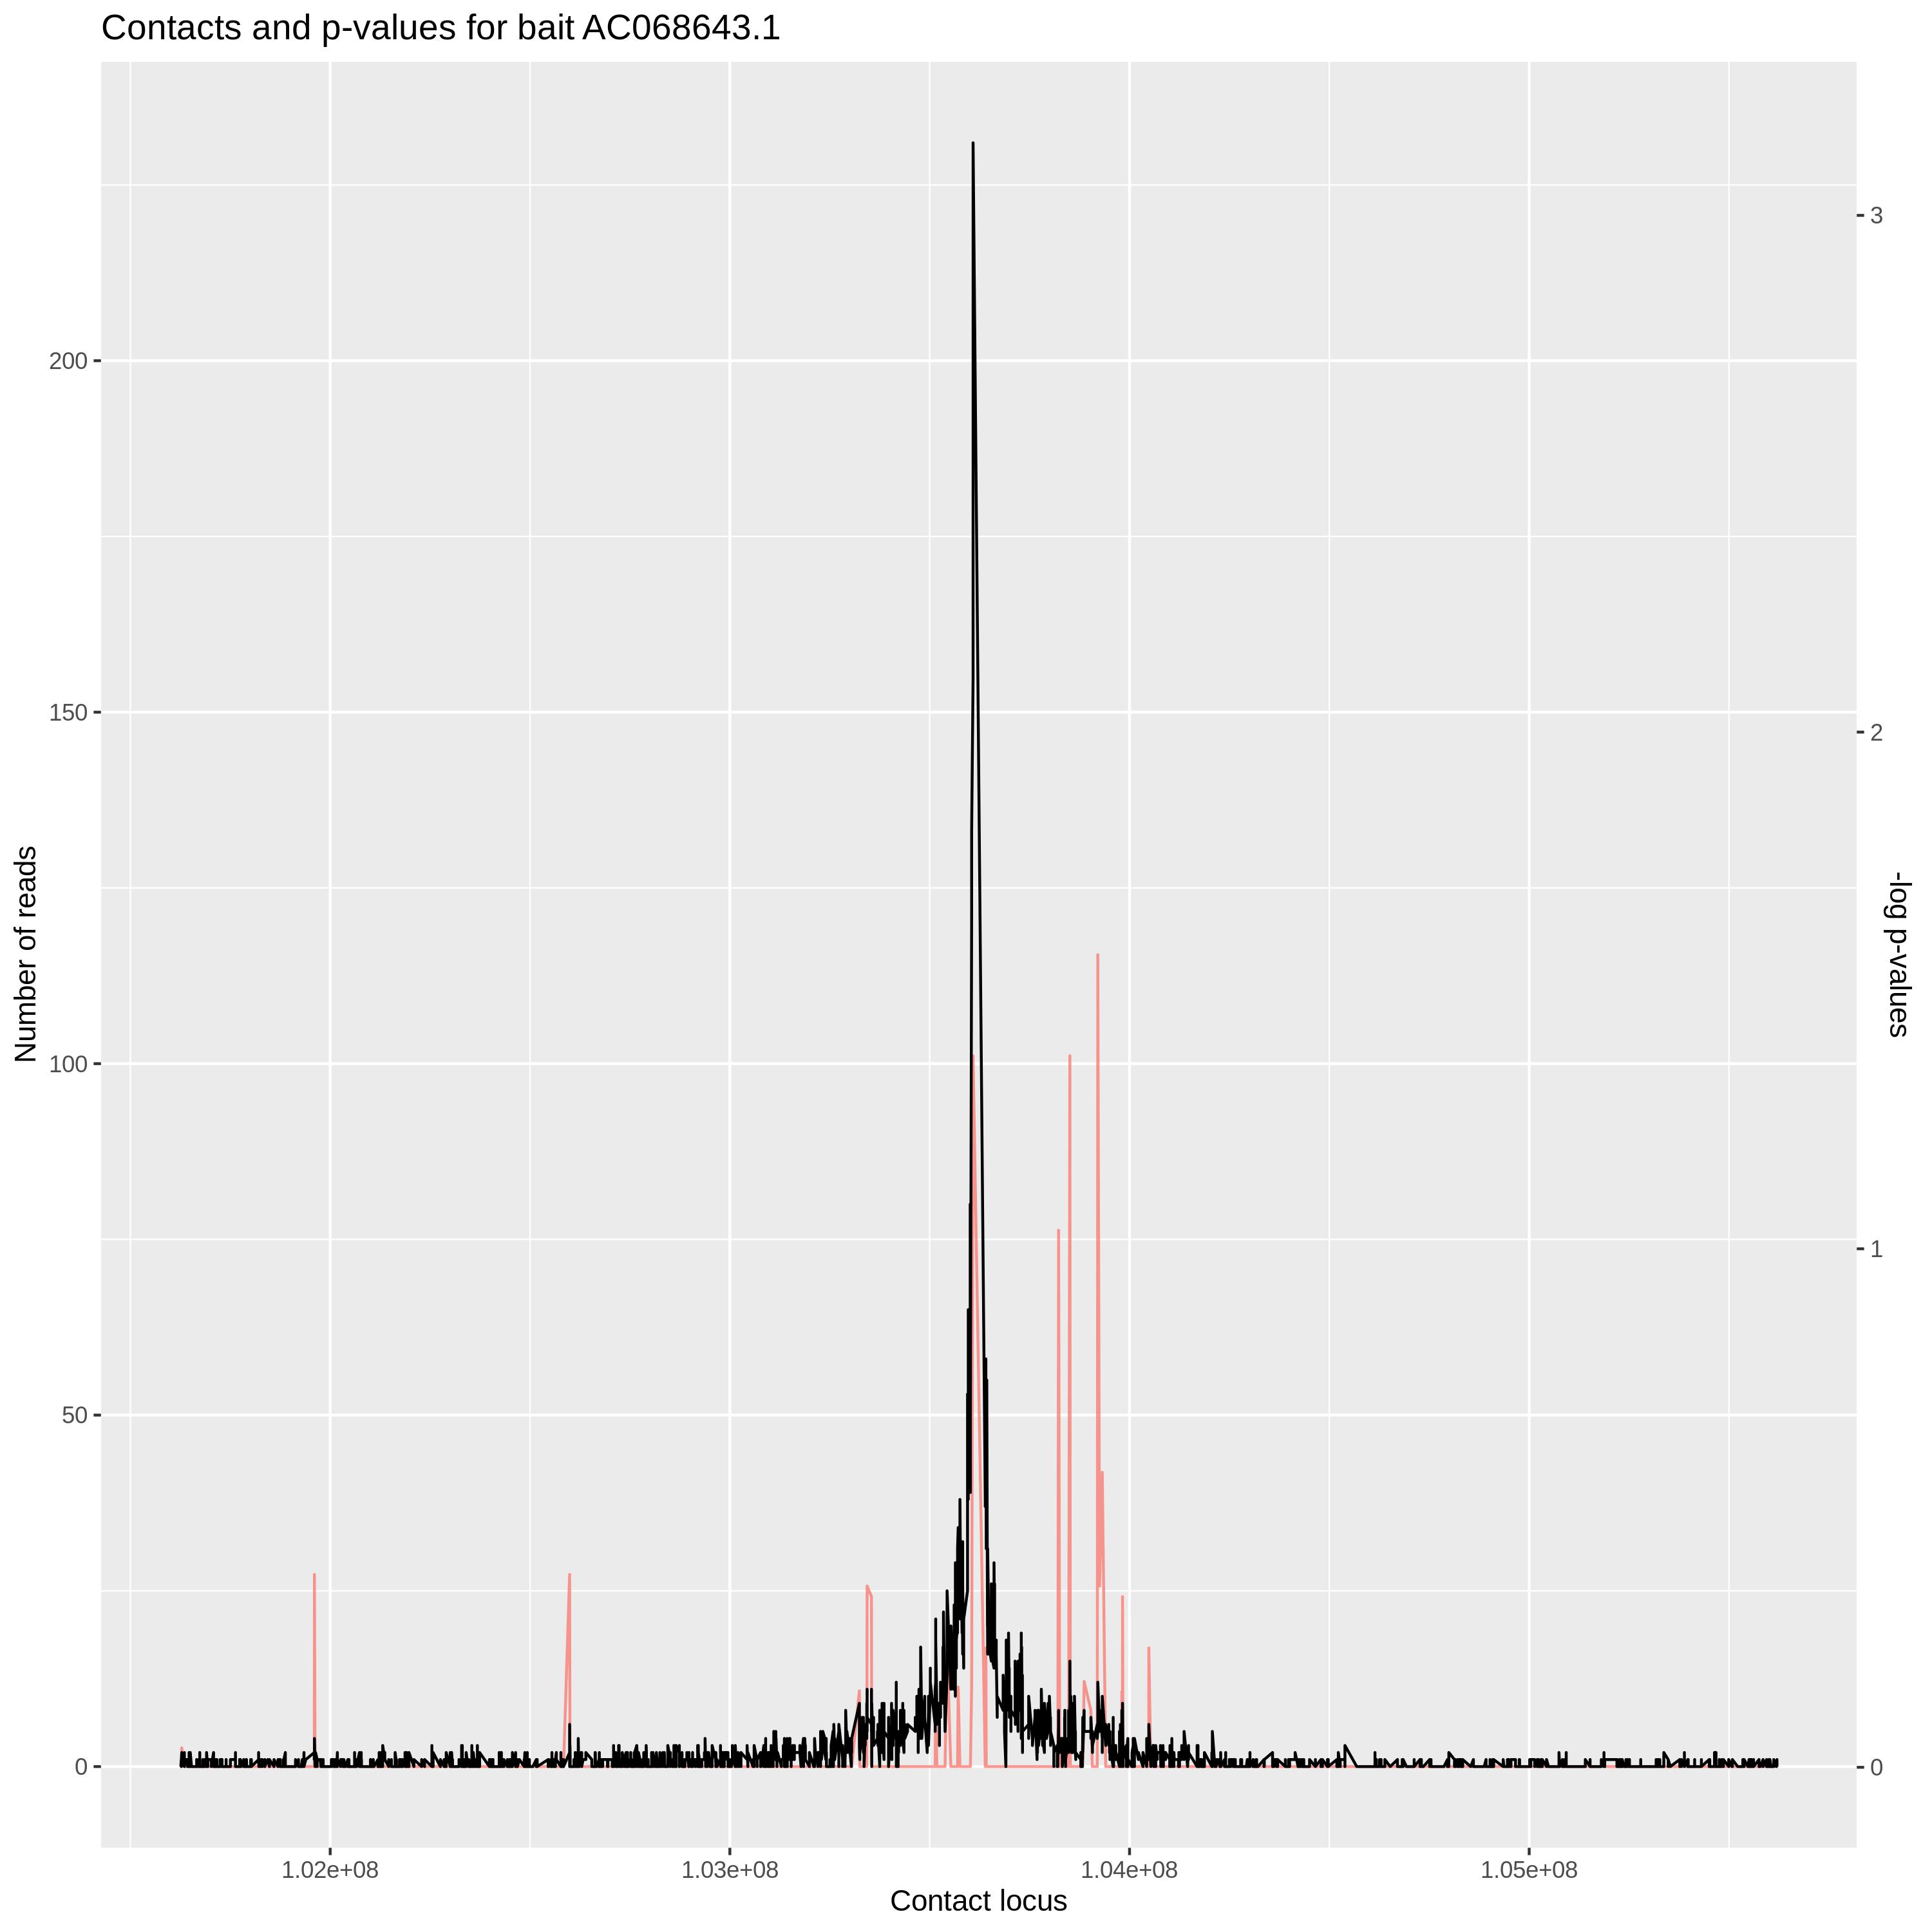 Contacts and p-values for bait AC068643.1
200
150
100
50
0
Number of reads
3
2
1
0
-log p-values
1.02e+08
1.03e+08
1.04e+08
1.05e+08
Contact locus